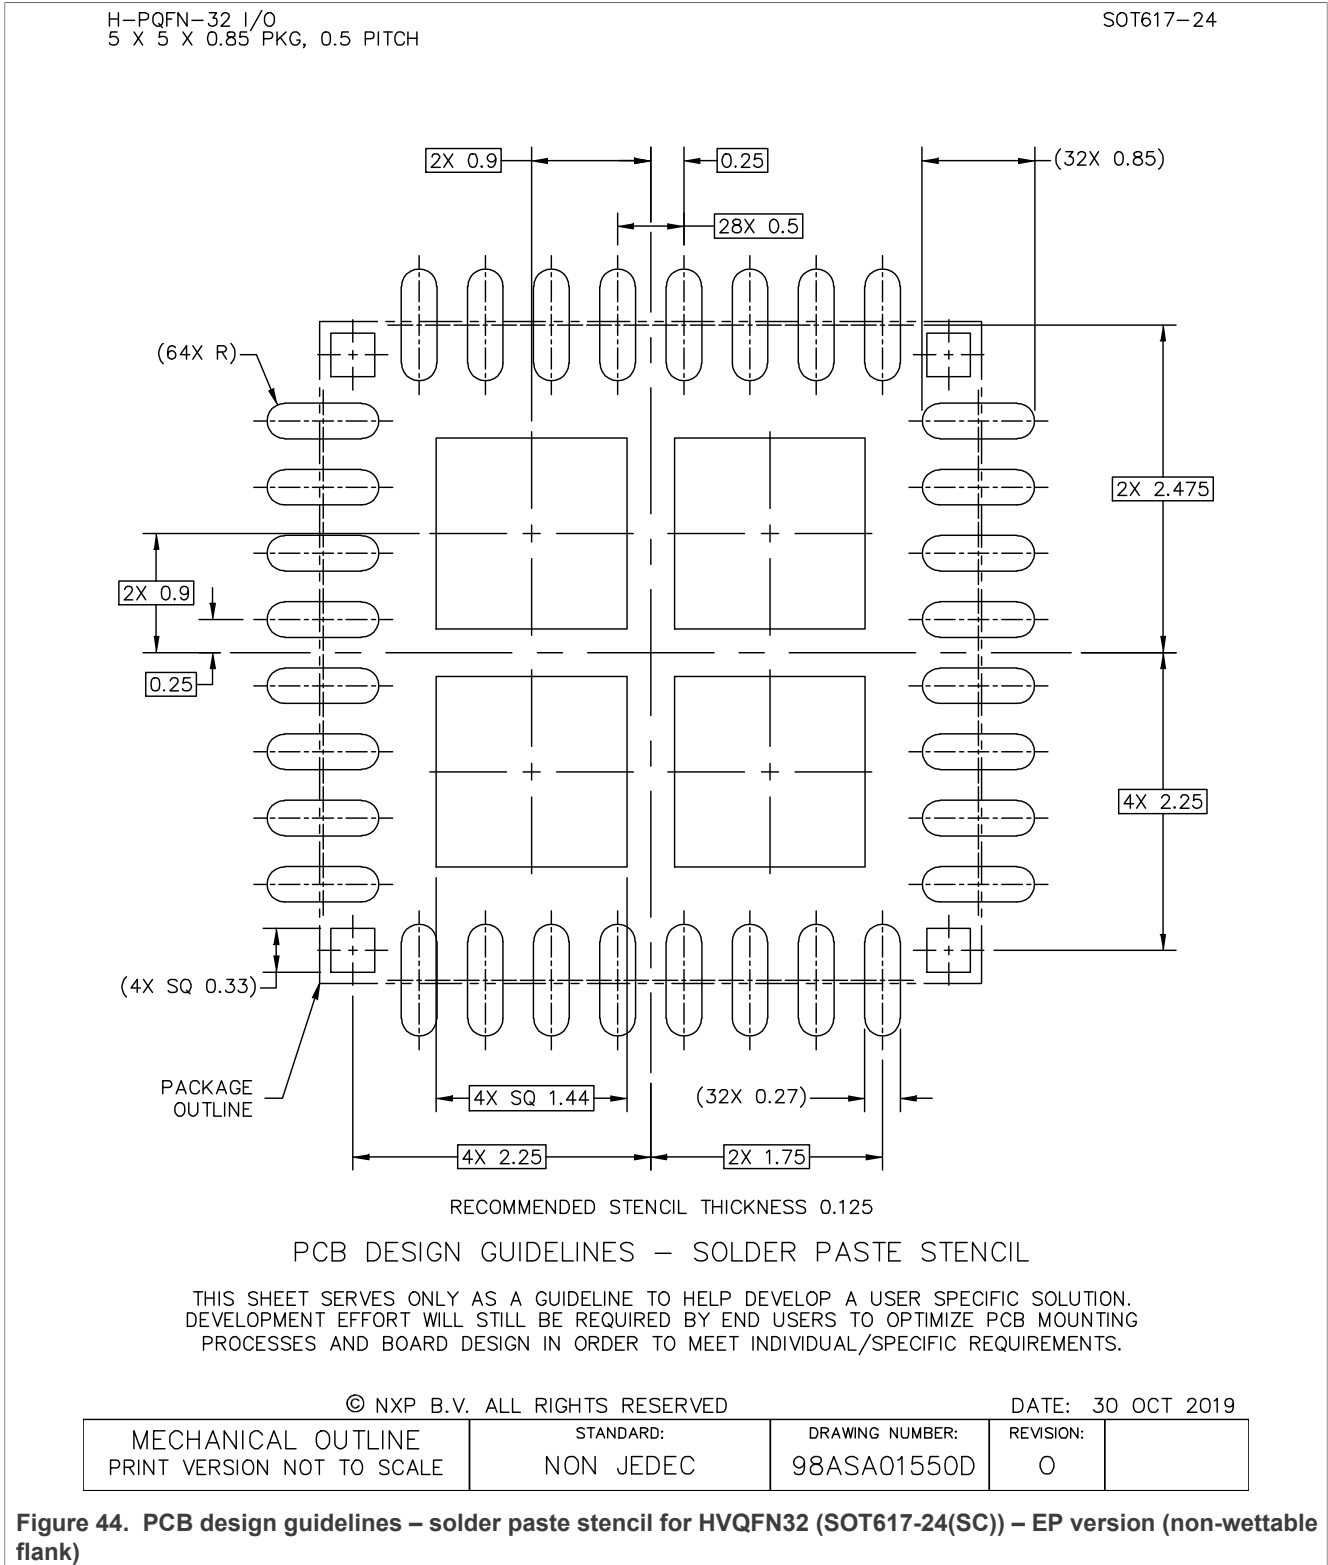 H-PQFN-32 I/O
5 X 5 X 0.85 PKG, 0.5 PITCH
SOT617-24
2X 0.9
0.25
(32X 0.85)
28X 0.5
(64X R)
2X 2.475
2X 0.9
0.25
4X 2.25
(4X SQ 0.33)
PACKAGE
OUTLINE
4X SQ 1.44
(32X 0.27)
4X 2.25
2X 1.75
RECOMMENDED STENCIL THICKNESS 0.125
PCB DESIGN GUIDELINES – SOLDER PASTE STENCIL
THIS SHEET SERVES ONLY AS A GUIDELINE TO HELP DEVELOP A USER SPECIFIC SOLUTION.
DEVELOPMENT EFFORT WILL STILL BE REQUIRED BY END USERS TO OPTIMIZE PCB MOUNTING
PROCESSES AND BOARD DESIGN IN ORDER TO MEET INDIVIDUAL/SPECIFIC REQUIREMENTS.
© NXP B.V. ALL RIGHTS RESERVED
DATE: 30 OCT 2019
MECHANICAL OUTLINE
PRINT VERSION NOT TO SCALE
STANDARD:
NON JEDEC
DRAWING NUMBER:
98ASA01550D
REVISION:
O
Figure 44. PCB design guidelines – solder paste stencil for HVQFN32 (SOT617-24(SC)) – EP version (non-wettable
flank)